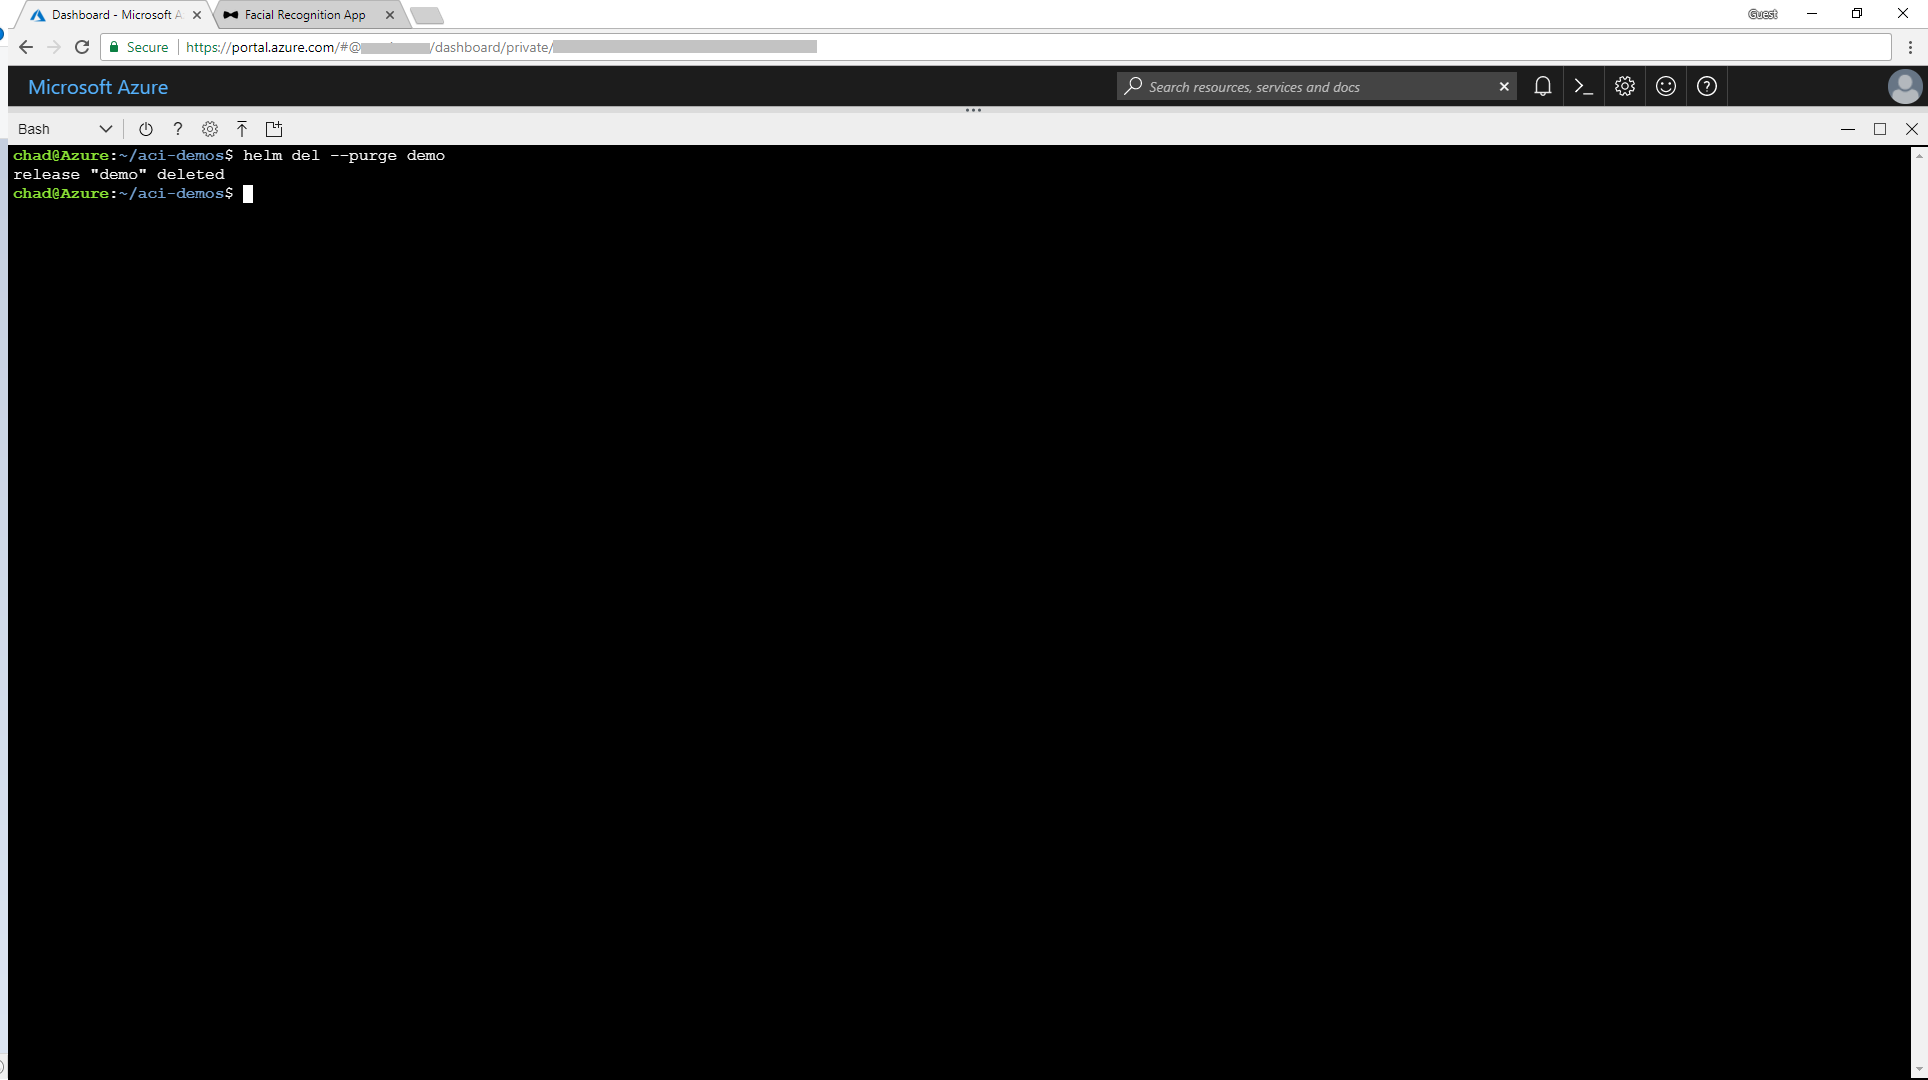 Dashboard - Microsoft A
Facial Recognition App
Guest
Secure
https://portal.azure.com/#@
/dashboard/private/
Microsoft Azure
Search resources, services and docs
Bash
chad@Azure:~/aci-demos$ helm del --purge demo
release "demo" deleted
chad@Azure:~/aci-demos$